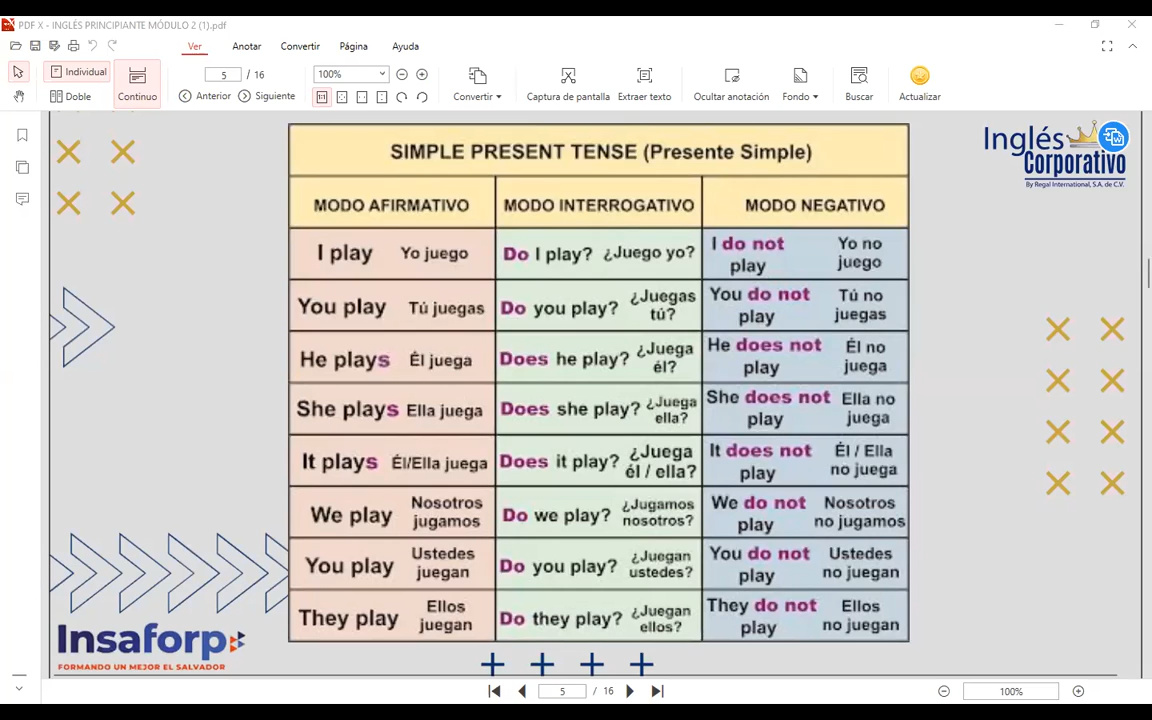 PDF X - INGLÉS PRINCIPIANTE MÓDULO 2 (1).pdf
Ver Anotar Convertir Página Ayuda
Individual
Doble
Continuo
5 / 16
Anterior Siguiente
100%
Convertir
Captura de pantalla
Extraer texto
Ocultar anotación
Fondo
Buscar
Actualizar
Inglés
Corporativo
By Regal International, S.A. de C.V.
SIMPLE PRESENT TENSE (Presente Simple)
MODO AFIRMATIVO MODO INTERROGATIVO MODO NEGATIVO
I play Yo juego Do I play? ¿Juego yo? I do not play Yo no juego
You play Tú juegas Do you play? ¿Juegas tú? You do not play Tú no juegas
He plays Él juega Does he play? ¿Juega él? He does not play Él no juega
She plays Ella juega Does she play? ¿Juega ella? She does not play Ella no juega
It plays Él/Ella juega Does it play? ¿Juega él / ella? It does not play Él / Ella no juega
We play Nosotros jugamos Do we play? ¿Jugamos nosotros? We do not play Nosotros no jugamos
You play Ustedes juegan Do you play? ¿Juegan ustedes? You do not play Ustedes no juegan
They play Ellos juegan Do they play? ¿Juegan ellos? They do not play Ellos no juegan
Insaforp
FORMANDO UN MEJOR EL SALVADOR
5 / 16
100%